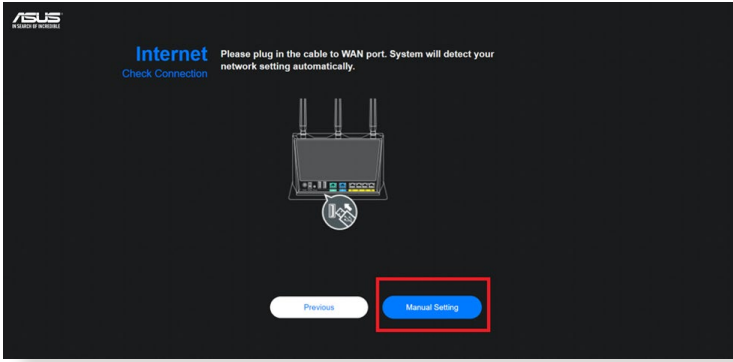 ASUS
IN SEARCH OF INCREDIBLE
Internet
Check Connection
Please plug in the cable to WAN port. System will detect your
network setting automatically.
Previous
Manual Setting